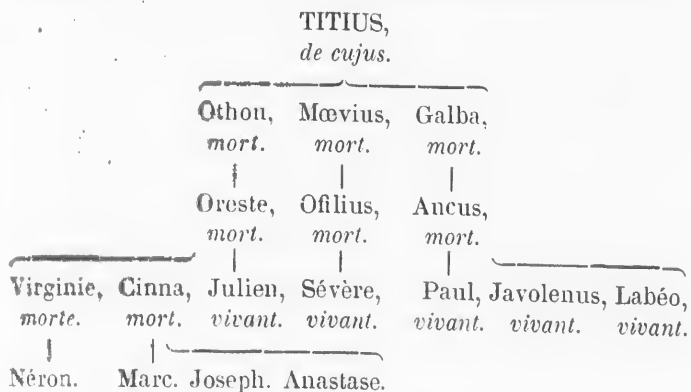 TITIUS,
de cujus.
Othon, Mœvius, Galba,
mort. mort. mort.
Oreste, Ofilius, Ancus,
mort. mort. mort.
Virginie, Cinna, Julien, Sévère, Paul, Javolenus, Labéo,
morte. mort. vivant. vivant. vivant. vivant. vivant.
Néron. Marc. Joseph. Anastase.